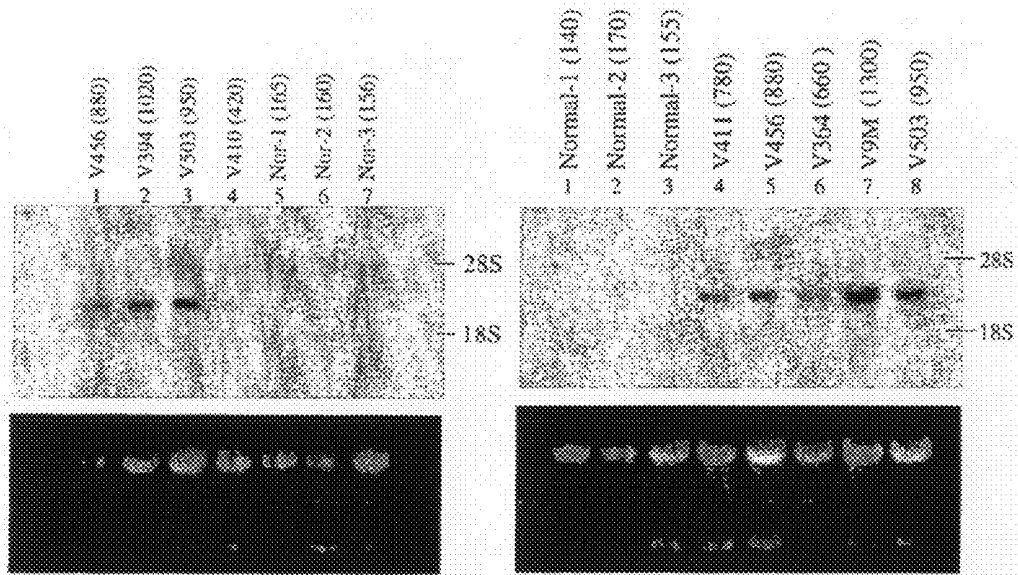 V456 (880)
V394 (1020)
V503 (950)
V410 (420)
Nor-1 (165)
Nor-2 (160)
Nor-3 (156)
1 2 3 4 5 6 7
28S
18S
Normal-1 (140)
Normal-2 (170)
Normal-3 (155)
V411 (780)
V456 (880)
V364 (660)
V9M (1300)
V503 (950)
1 2 3 4 5 6 7 8
28S
18S